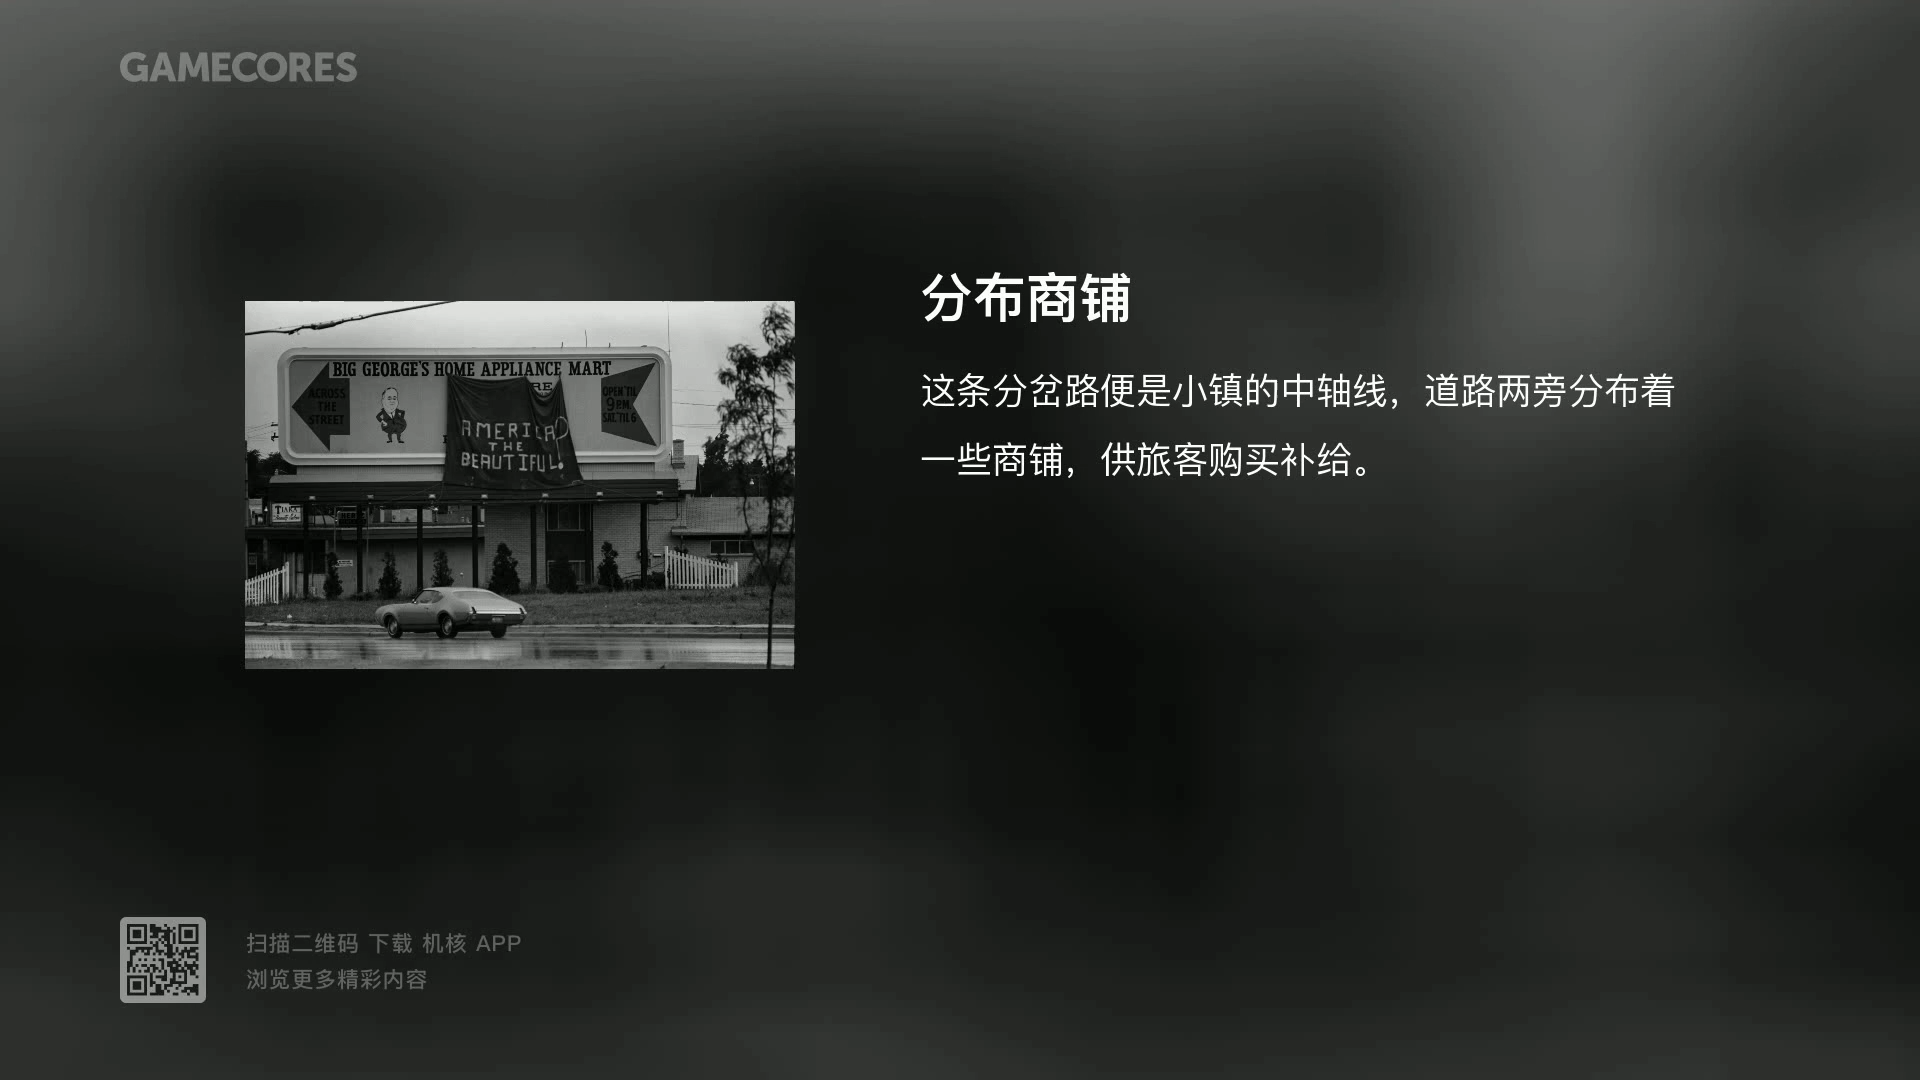 GAMECORES
BIG GEORGE'S HOME APPLIANCE MART
ACROSS
THE
STREET
RE
OPEN 'TIL
9 P.M.
SAT. 'TIL 6
AMERICA?
THE
BEAUTIFUL!
TIARA
分布商铺
这条分岔路便是小镇的中轴线，道路两旁分布着
一些商铺，供旅客购买补给。
扫描二维码 下载 机核 APP
浏览更多精彩内容